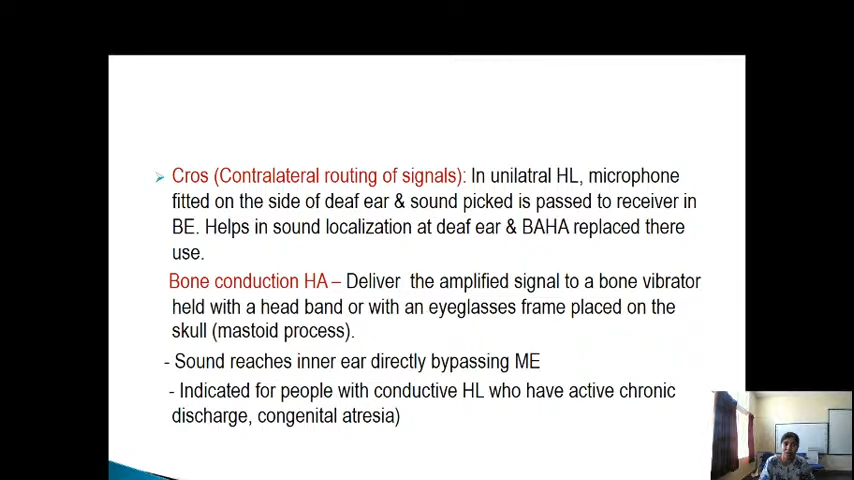 Cros (Contralateral routing of signals): In unilatral HL, microphone
fitted on the side of deaf ear & sound picked is passed to receiver in
BE. Helps in sound localization at deaf ear & BAHA replaced there
use.
Bone conduction HA – Deliver the amplified signal to a bone vibrator
held with a head band or with an eyeglasses frame placed on the
skull (mastoid process).
- Sound reaches inner ear directly bypassing ME
- Indicated for people with conductive HL who have active chronic
discharge, congenital atresia)